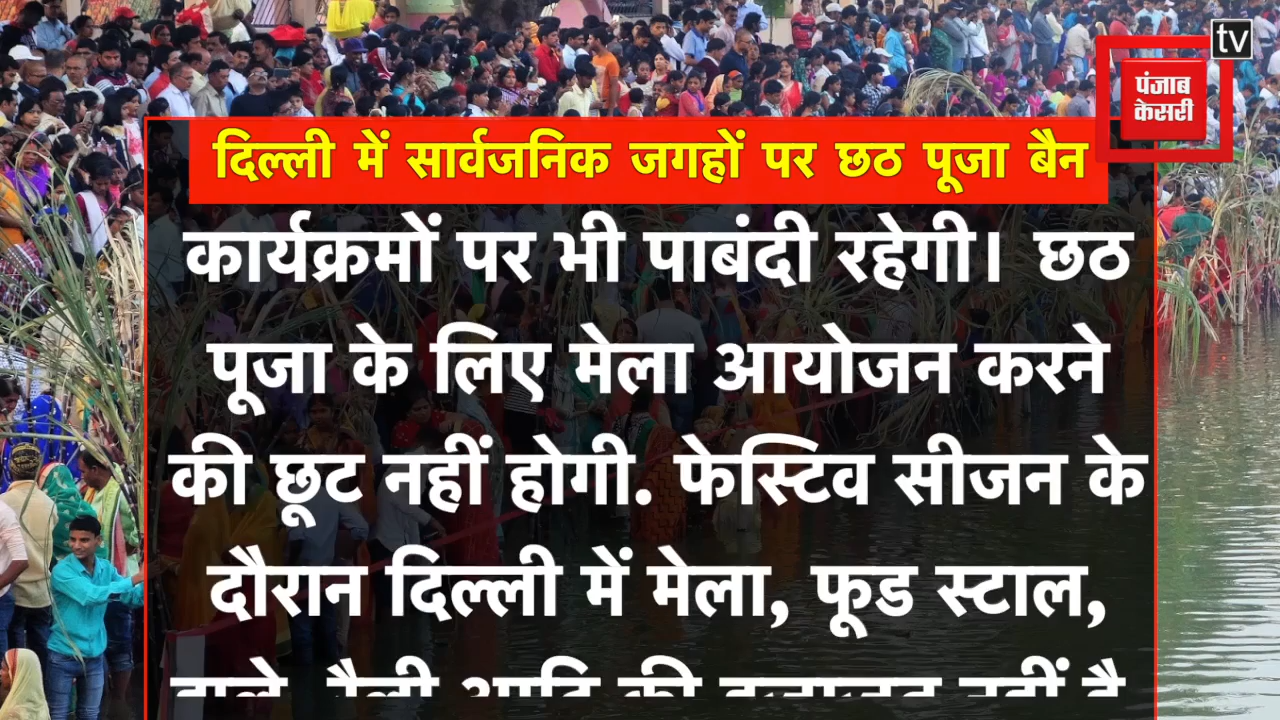 tv
पंजाब
केसरी
दिल्ली में सार्वजनिक जगहों पर छठ पूजा बैन
कार्यक्रमों पर भी पाबंदी रहेगी। छठ
पूजा के लिए मेला आयोजन करने
की छूट नहीं होगी. फेस्टिव सीजन के
दौरान दिल्ली में मेला, फूड स्टाल,